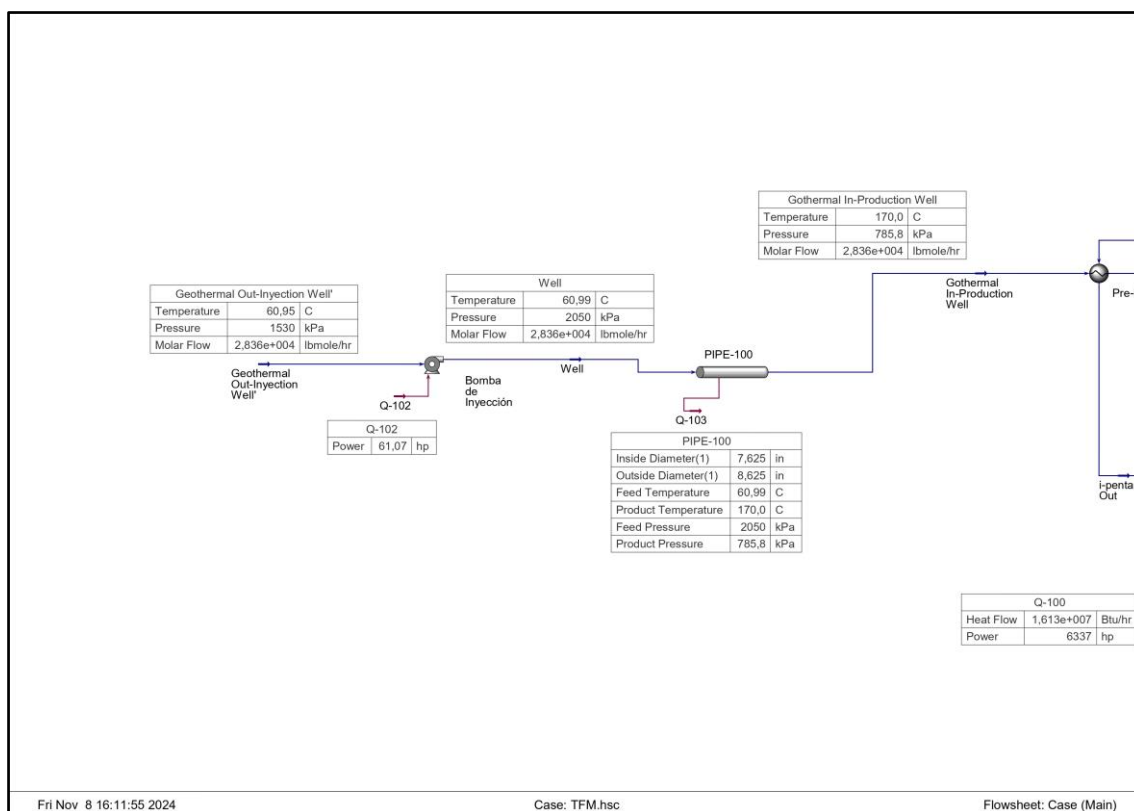 Gothermal In-Production Well
Temperature 170,0 C
Pressure 785,8 kPa
Molar Flow 2,836e+004 lbmole/hr
Gothermal
In-Production
Well
Pre-
Well
Temperature 60,99 C
Pressure 2050 kPa
Molar Flow 2,836e+004 lbmole/hr
Geothermal Out-Inyection Well'
Temperature 60,95 C
Pressure 1530 kPa
Molar Flow 2,836e+004 lbmole/hr
Geothermal
Out-Inyection
Well'
Bomba
de
Inyección
Well
PIPE-100
Q-102
Q-103
Q-102
Power 61,07 hp
PIPE-100
Inside Diameter(1) 7,625 in
Outside Diameter(1) 8,625 in
Feed Temperature 60,99 C
Product Temperature 170,0 C
Feed Pressure 2050 kPa
Product Pressure 785,8 kPa
i-penta
Out
Q-100
Heat Flow 1,613e+007 Btu/hr
Power 6337 hp
Fri Nov 8 16:11:55 2024 Case: TFM.hsc Flowsheet: Case (Main)